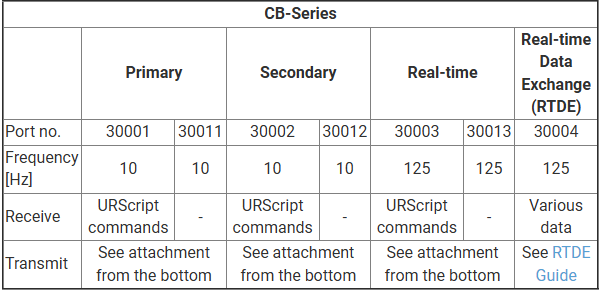 CB-Series
Primary Secondary Real-time Real-time
Data
Exchange
(RTDE)
Port no. 30001 30011 30002 30012 30003 30013 30004
Frequency
[Hz] 10 10 10 10 125 125 125
Receive URScript
commands - URScript
commands - URScript
commands - Various
data
Transmit See attachment
from the bottom See attachment
from the bottom See attachment
from the bottom See RTDE
Guide